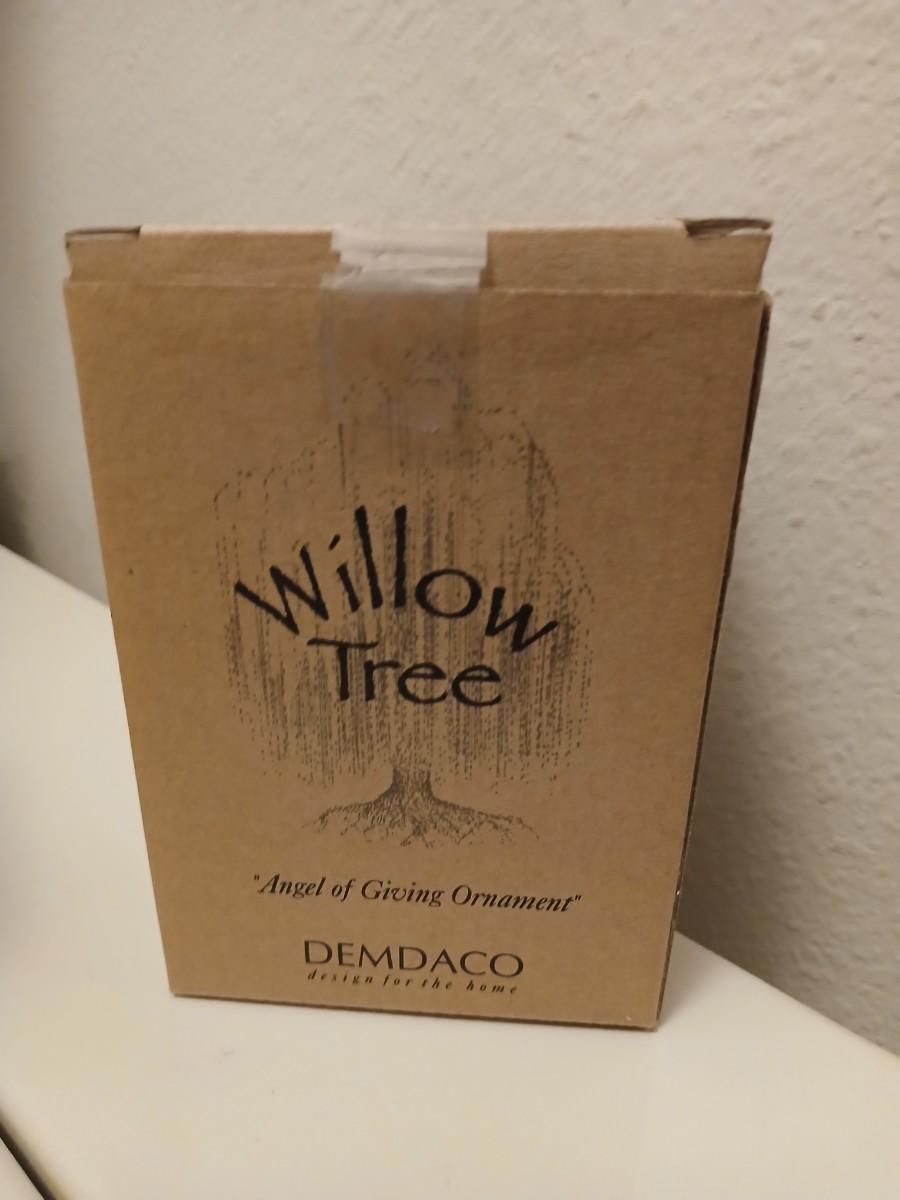 Willow
Tree
"Angel of Giving Ornament"
DEMDACO
design for the home